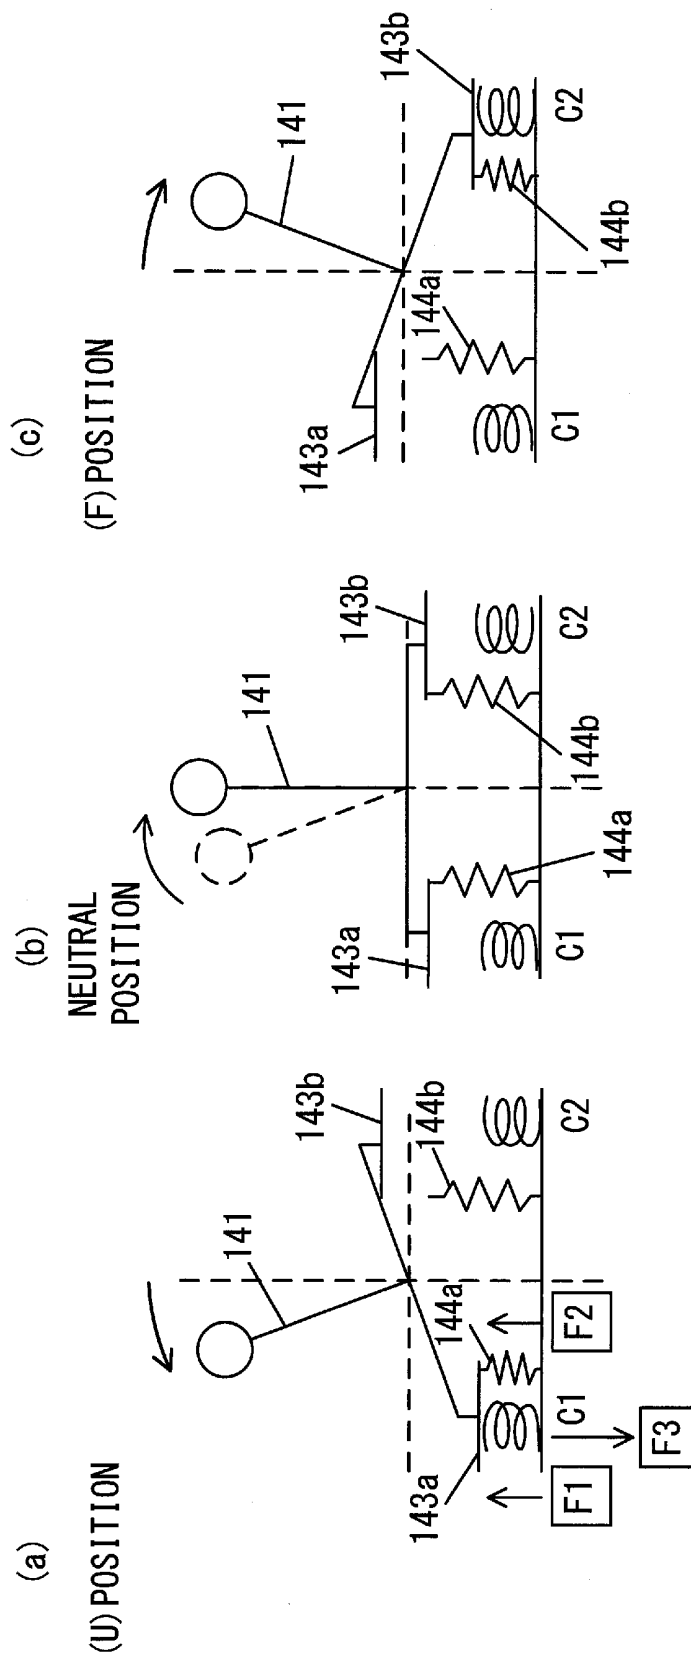 (a)
(U) POSITION
141
143b
144b
144a
143a
C1
C2
F1
F2
F3
(b)
NEUTRAL
POSITION
141
143a
143b
144b
144a
C1
C2
(c)
(F) POSITION
141
143b
144a
143a
144b
C1
C2